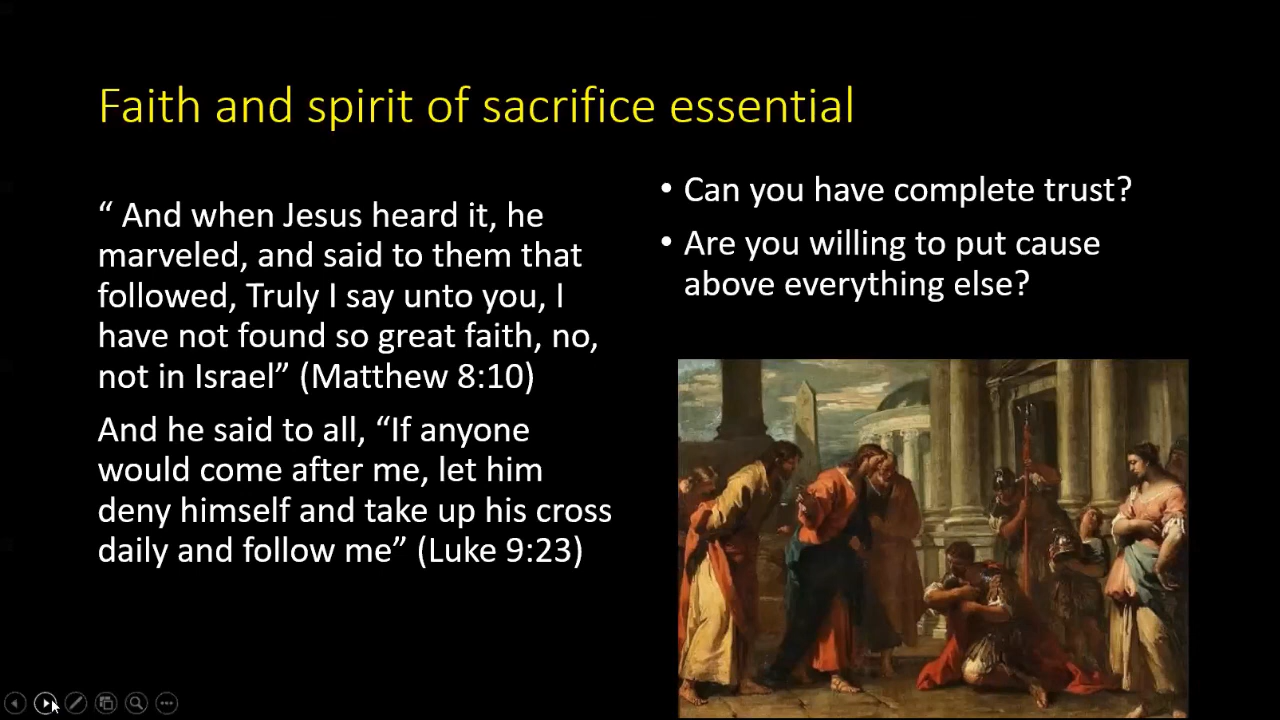 Faith and spirit of sacrifice essential
“ And when Jesus heard it, he
marveled, and said to them that
followed, Truly I say unto you, I
have not found so great faith, no,
not in Israel” (Matthew 8:10)
And he said to all, “If anyone
would come after me, let him
deny himself and take up his cross
daily and follow me” (Luke 9:23)
• Can you have complete trust?
• Are you willing to put cause
above everything else?